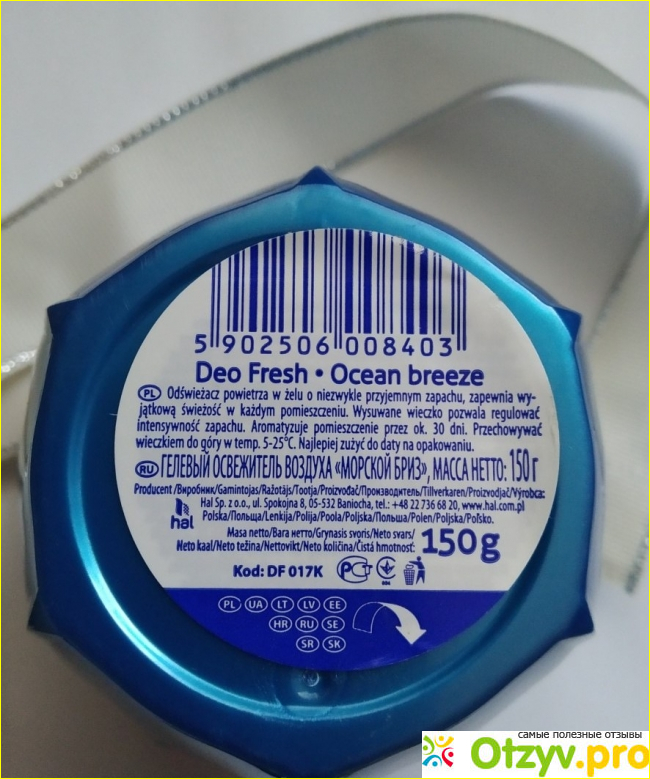 5 902506 008403
Deo Fresh • Ocean breeze
PL Odświeżacz powietrza w żelu o niezwykle przyjemnym zapachu, zapewnia wy-
jątkową świeżość w każdym pomieszczeniu. Wysuwane wieczko pozwala regulować
intensywność zapachu. Aromatyzuje pomieszczenie przez ok. 30 dni. Przechowywać
wieczkiem do góry w temp. 5-25°C. Najlepiej zużyć do daty na opakowaniu.
RU ГЕЛЕВЫЙ ОСВЕЖИТЕЛЬ ВОЗДУХА «МОРСКОЙ БРИЗ», МАССА НЕТТО: 150 г
Producent/Виробник/Gamintojas/Ražotājs/Tootja/Proizvođač/Производитель/Tillverkaren/Proizvodjač/Výrobca:
hal
Hal Sp. z o.o., ul. Spokojna 8, 05-532 Baniocha, tel.: +48 22 736 68 20, www.hal.com.pl
Polska/Польща/Lenkija/Polija/Poola/Poljska/Польша/Polen/Poljska/Poľsko.
Masa netto/Вага нетто/Grynasis svoris/Neto svars/
Neto kaal/Neto težina/Nettovikt/Neto količina/Čistá hmotnosť: 150g
Kod: DF 017K
PL UA LT LV EE
HR RU SE
SR SK
самые полезные отзывы
Otzyv.pro